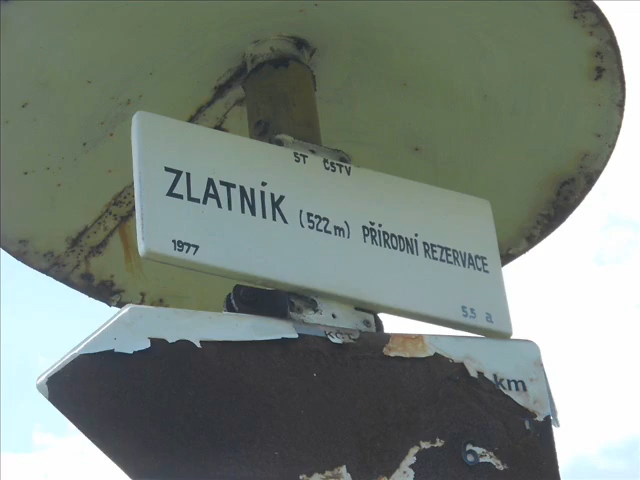 ST ČSTV
ZLATNÍK (522 m) PŘÍRODNÍ REZERVACE
1977
5,5 a
KČT
km